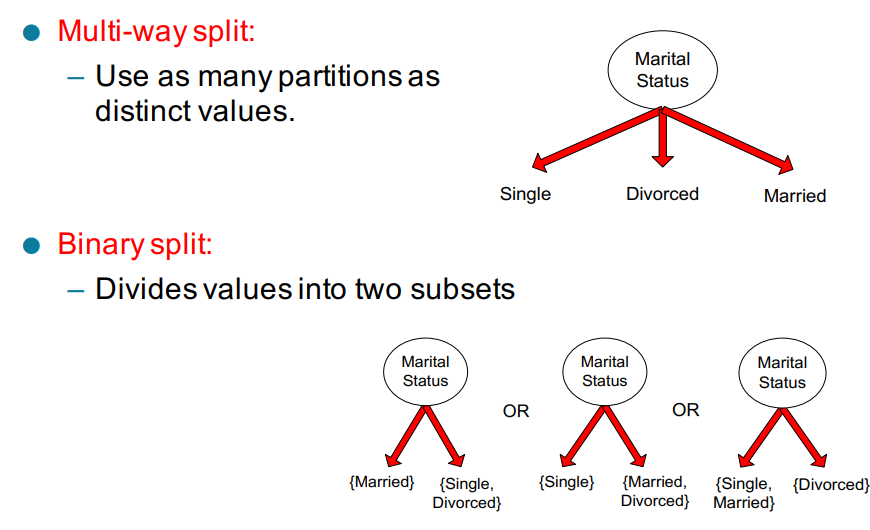 Multi-way split:
– Use as many partitions as
distinct values.
Marital
Status
Single
Divorced
Married
Binary split:
– Divides values into two subsets
Marital
Status
{Married}
{Single,
Divorced}
OR
Marital
Status
{Single}
{Married,
Divorced}
OR
Marital
Status
{Single,
Married}
{Divorced}